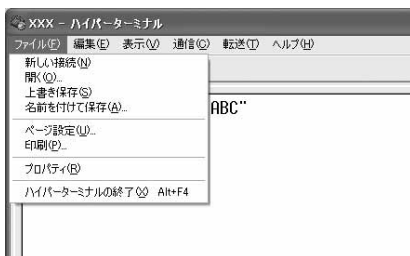 XXX - ハイパーターミナル
ファイル(F) 編集(E) 表示(V) 通信(C) 転送(T) ヘルプ(H)
新しい接続(N)
開く(O)...
上書き保存(S)
名前を付けて保存(A)...
ABC"
ページ設定(U)...
印刷(P)...
プロパティ(R)
ハイパーターミナルの終了(X) Alt+F4